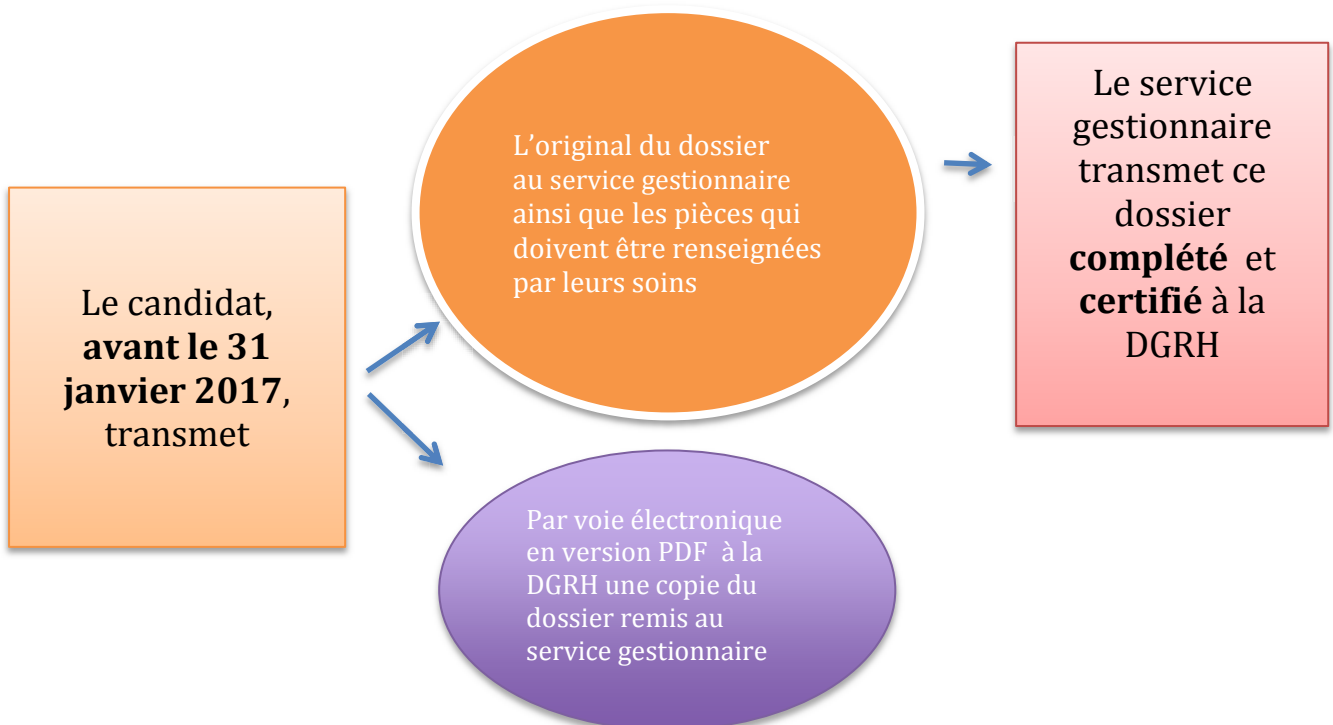 Le candidat,
avant le 31
janvier 2017,
transmet
L’original du dossier
au service gestionnaire
ainsi que les pièces qui
doivent être renseignées
par leurs soins
Le service
gestionnaire
transmet ce
dossier
complété et
certifié à la
DGRH
Par voie électronique
en version PDF à la
DGRH une copie du
dossier remis au
service gestionnaire